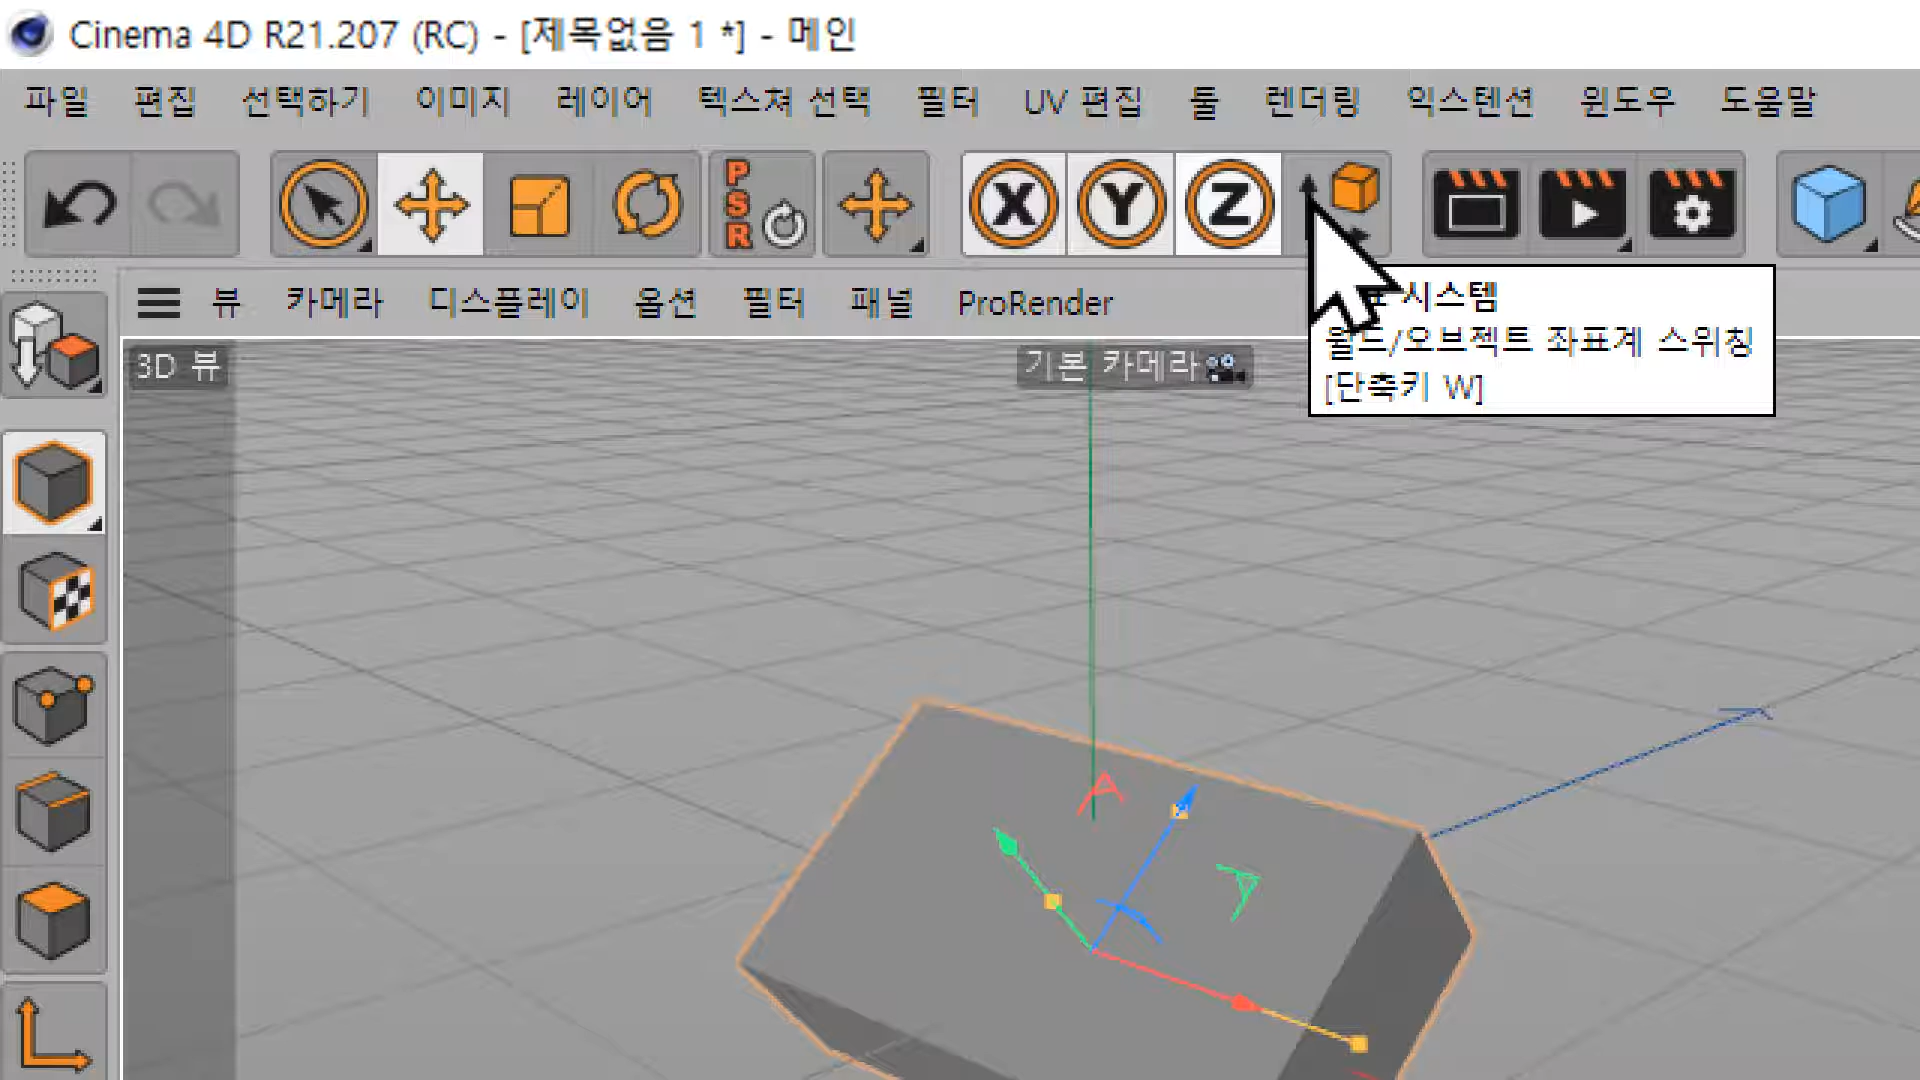 Cinema 4D R21.207 (RC) - [제목없음 1 *] - 메인
파일 편집 선택하기 이미지 레이어 텍스쳐 선택 필터 UV 편집 툴 렌더링 익스텐션 윈도우 도움말
P
S
R
X Y Z
뷰 카메라 디스플레이 옵션 필터 패널 ProRender
시스템
월드/오브젝트 좌표계 스위칭
[단축키 W]
3D 뷰
기본 카메라